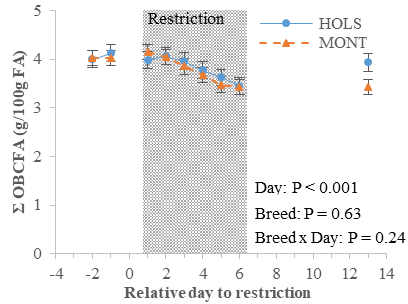 Restriction
HOLS
MONT
5
4
3
2
1
0
Σ OBCFA (g/100g FA)
Day: P < 0.001
Breed: P = 0.63
Breed x Day: P = 0.24
-4 -2 0 2 4 6 8 10 12 14
Relative day to restriction